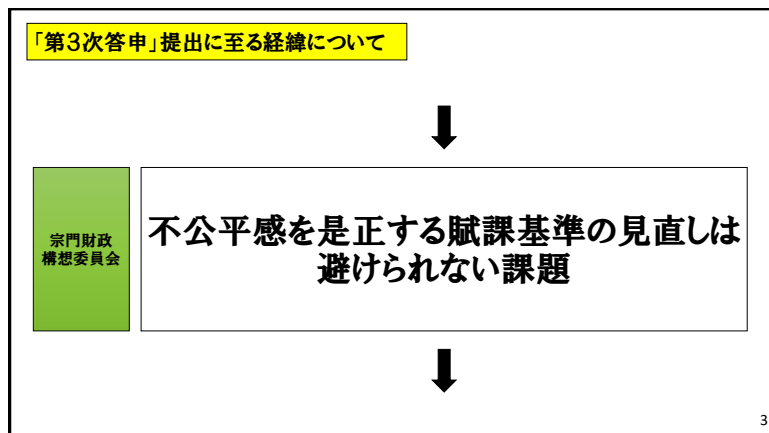 「第3次答申」提出に至る経緯について
宗門財政
構想委員会
不公平感を是正する賦課基準の見直しは
避けられない課題
3